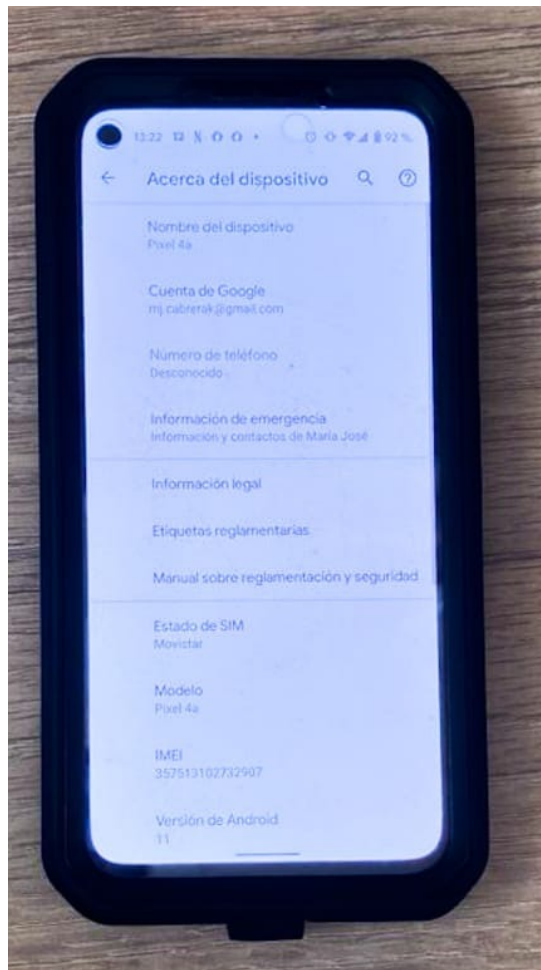 13:22 92 %
Acerca del dispositivo
Nombre del dispositivo
Pixel 4a
Cuenta de Google
mj.cabrerak@gmail.com
Número de teléfono
Desconocido
Información de emergencia
Información y contactos de María José
Información legal
Etiquetas reglamentarias
Manual sobre reglamentación y seguridad
Estado de SIM
Movistar
Modelo
Pixel 4a
IMEI
357513102732907
Versión de Android
11